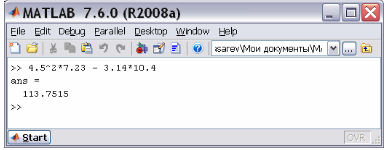 MATLAB 7.6.0 (R2008a)
File Edit Debug Parallel Desktop Window Help
sarev\Мои документы\M
>> 4.5^2*7.23 - 3.14*10.4
ans =
113.7515
>>
Start OVR